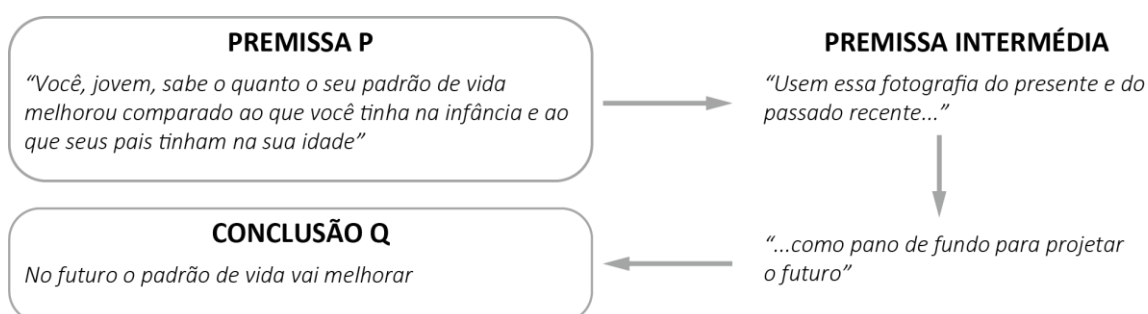 PREMISSA P
“Você, jovem, sabe o quanto o seu padrão de vida
melhorou comparado ao que você tinha na infância e ao
que seus pais tinham na sua idade”
PREMISSA INTERMÉDIA
“Usem essa fotografia do presente e do
passado recente...”
“...como pano de fundo para projetar
o futuro”
CONCLUSÃO Q
No futuro o padrão de vida vai melhorar